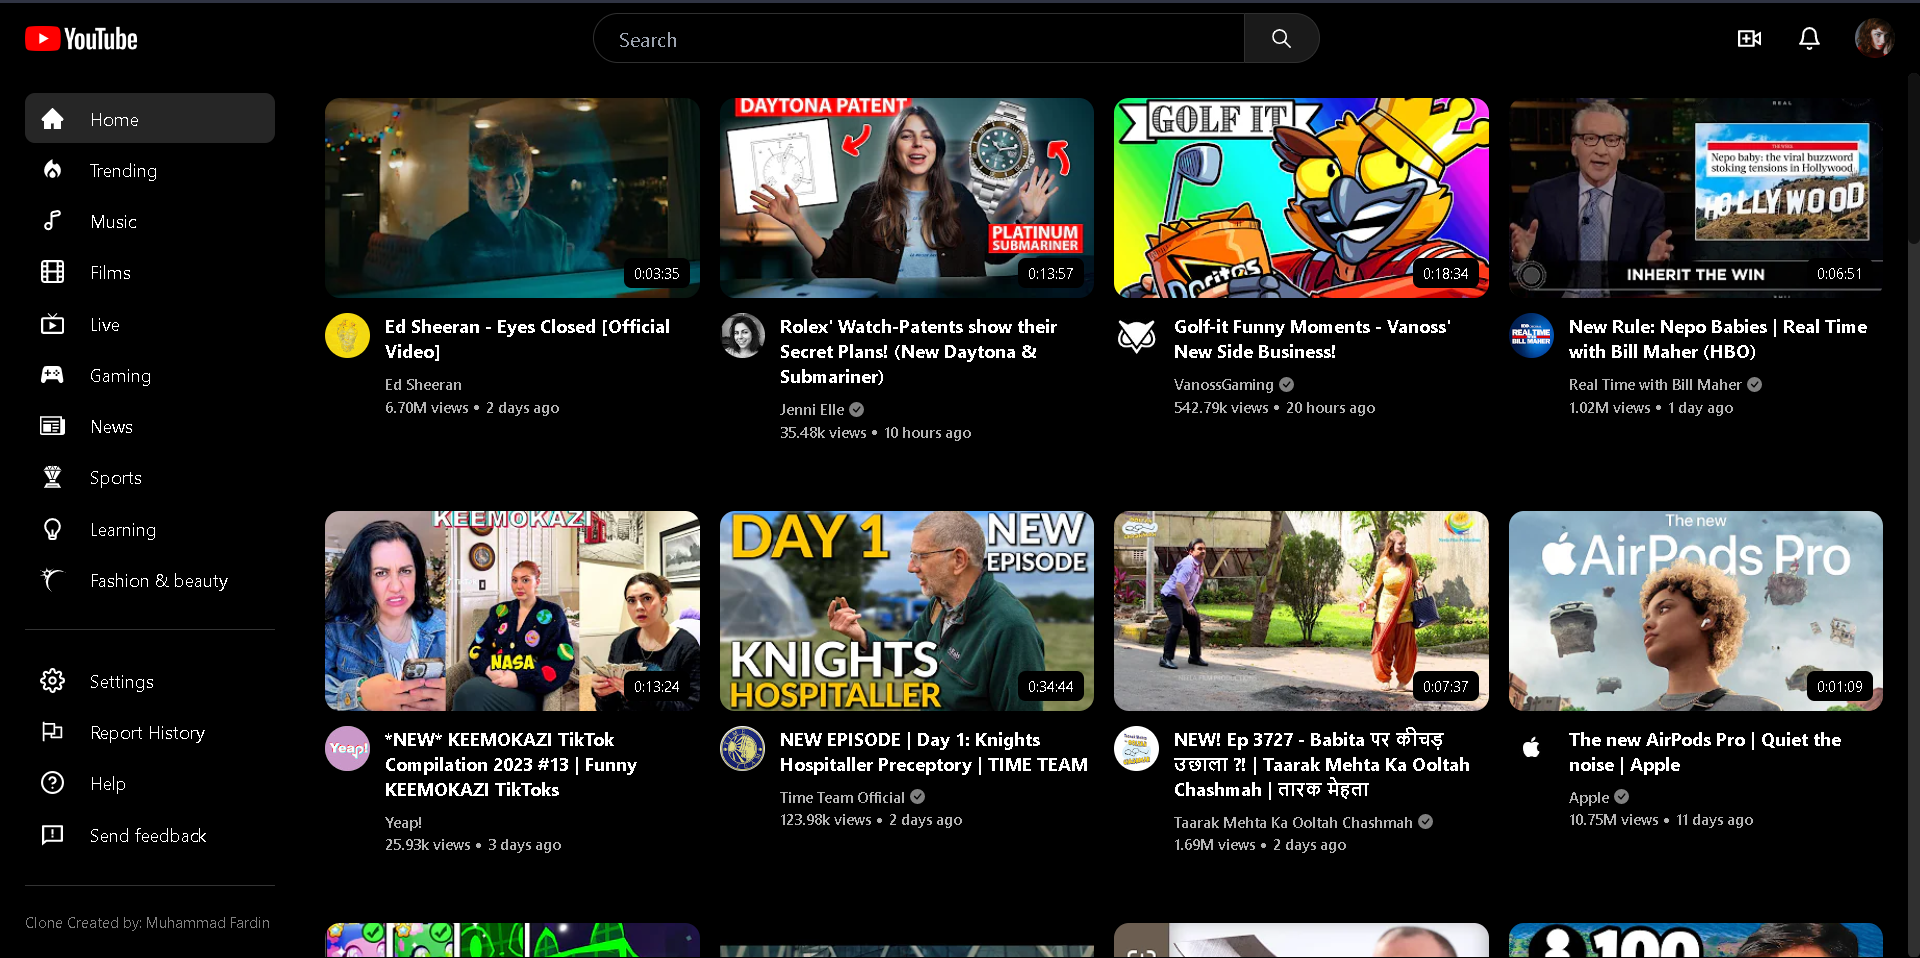 YouTube
Search
Home
Trending
Music
Films
Live
Gaming
News
Sports
Learning
Fashion & beauty
Settings
Report History
Help
Send feedback
Clone Created by: Muhammad Fardin
0:03:35
Ed Sheeran - Eyes Closed [Official
Video]
Ed Sheeran
6.70M views • 2 days ago
DAYTONA PATENT
PLATINUM
SUBMARINER
0:13:57
Rolex' Watch-Patents show their
Secret Plans! (New Daytona &
Submariner)
Jenni Elle
35.48k views • 10 hours ago
GOLF IT
Doritos
0:18:34
Golf-it Funny Moments - Vanoss'
New Side Business!
VanossGaming
542.79k views • 20 hours ago
REAL
Nepo baby: the viral buzzword
stoking tensions in Hollywood
HOLLYWOOD
INHERIT THE WIN
0:06:51
REAL TIME
BILL MAHER
New Rule: Nepo Babies | Real Time
with Bill Maher (HBO)
Real Time with Bill Maher
1.02M views • 1 day ago
KEEMOKAZI
NASA
0:13:24
Yeap!
*NEW* KEEMOKAZI TikTok
Compilation 2023 #13 | Funny
KEEMOKAZI TikToks
Yeap!
25.93k views • 3 days ago
DAY 1
NEW
EPISODE
KNIGHTS
HOSPITALLER
0:34:44
NEW EPISODE | Day 1: Knights
Hospitaller Preceptory | TIME TEAM
Time Team Official
123.98k views • 2 days ago
0:07:37
NEW! Ep 3727 - Babita पर कीचड़
उछाला ?! | Taarak Mehta Ka Ooltah
Chashmah | तारक मेहता
Taarak Mehta Ka Ooltah Chashmah
1.69M views • 2 days ago
The new
AirPods Pro
0:01:09
The new AirPods Pro | Quiet the
noise | Apple
Apple
10.75M views • 11 days ago
100